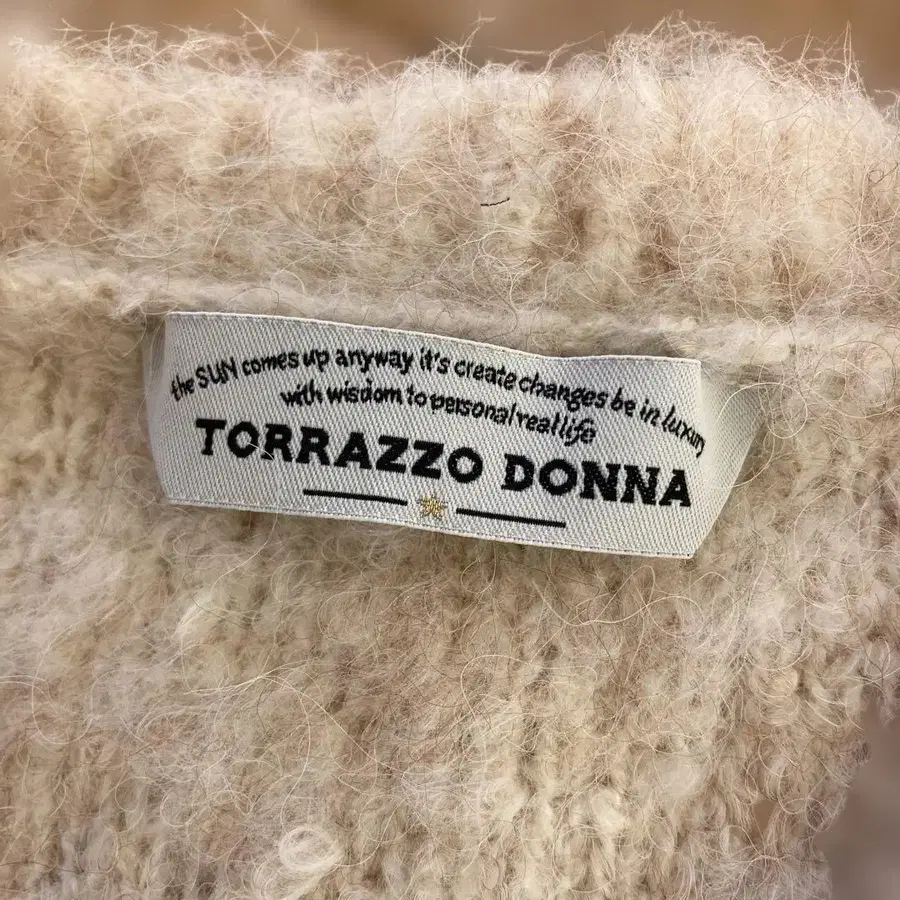 the SUN comes up anyway it's create changes be in luxury
with wisdom to personal real life
TORRAZZO DONNA